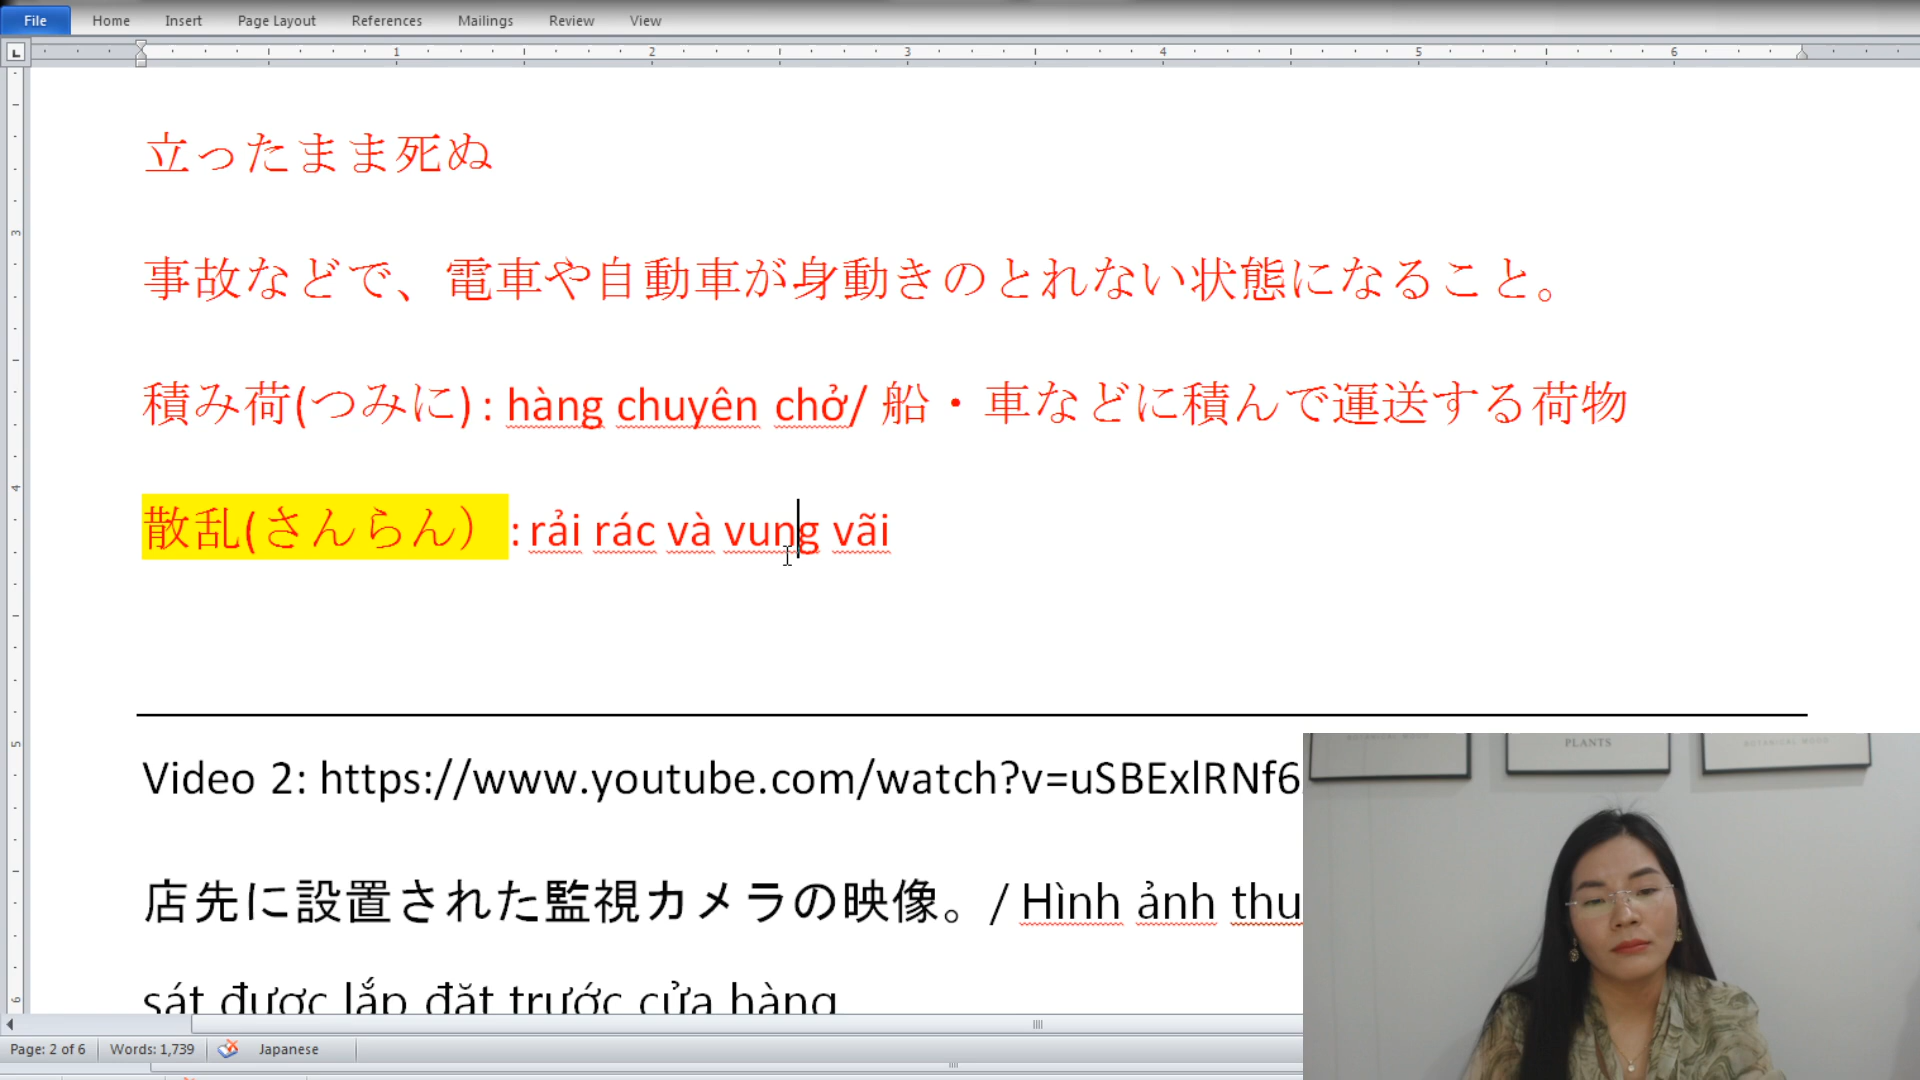 File Home Insert Page Layout References Mailings Review View
1 2 3 4 5 6
立ったまま死ぬ
事故などで、電車や自動車が身動きのとれない状態になること。
積み荷(つみに) : hàng chuyên chở/ 船・車などに積んで運送する荷物
散乱(さんらん） : rải rác và vung vãi
Video 2: https://www.youtube.com/watch?v=uSBExlRNf6
店先に設置された監視カメラの映像。/ Hình ảnh thu
sát được lắp đặt trước cửa hàng
PLANTS
Page: 2 of 6 Words: 1,739 Japanese